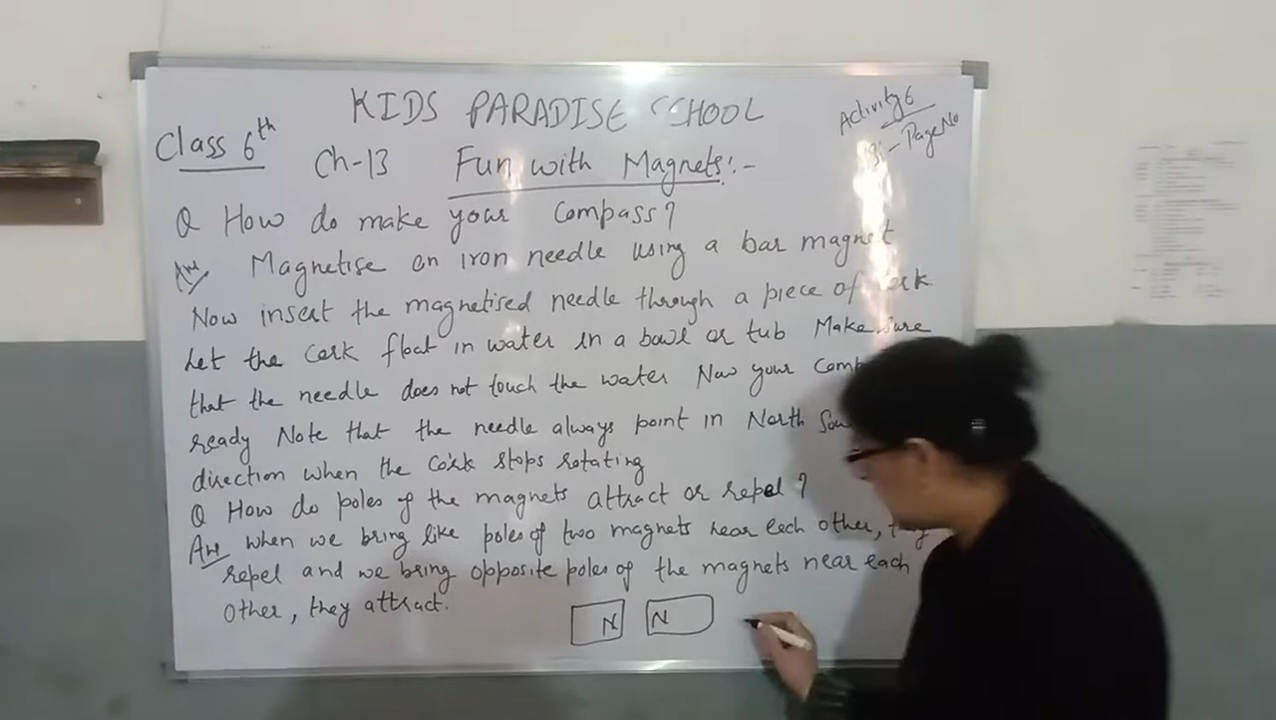 KIDS PARADISE SCHOOL
Activity 6
Page No
Class 6th
Ch-13 Fun with Magnets:-
Q How do make your Compass?
Ans Magnetise an iron needle using a bar magnet
Now insert the magnetised needle through a piece of cork.
Let the cork float in water in a bowl or tub Make sure
that the needle does not touch the water Now your
ready Note that the needle always point in North
direction when the cork stops rotating
Q How do poles of the magnets attract or repel?
Ans when we bring like poles of two magnets near each other, they
repel and we bring opposite poles of the magnets near each
other, they attract.
N N